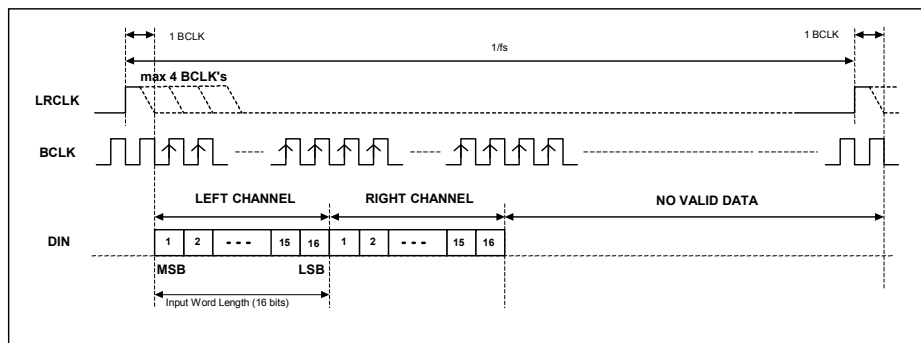 1 BCLK
1 BCLK
1/fs
max 4 BCLK's
LRCLK
BCLK
LEFT CHANNEL
RIGHT CHANNEL
NO VALID DATA
DIN
1 2 - - - 15 16 1 2 - - - 15 16
MSB
LSB
Input Word Length (16 bits)